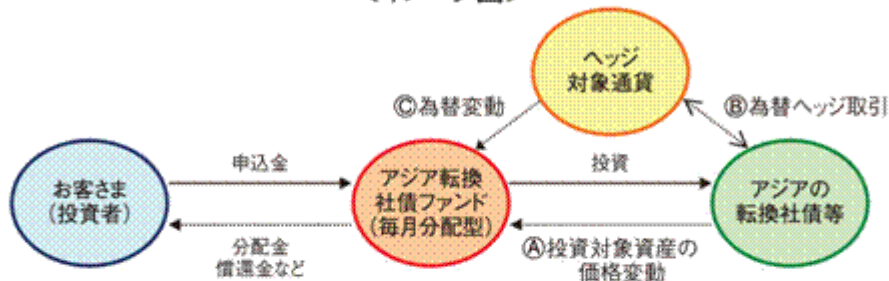 ヘッジ
対象通貨
Ⓒ為替変動
Ⓑ為替ヘッジ取引
お客さま
(投資者)
申込金
アジア転換
社債ファンド
(毎月分配型)
投資
アジアの
転換社債等
分配金
償還金など
Ⓐ投資対象資産の
価格変動